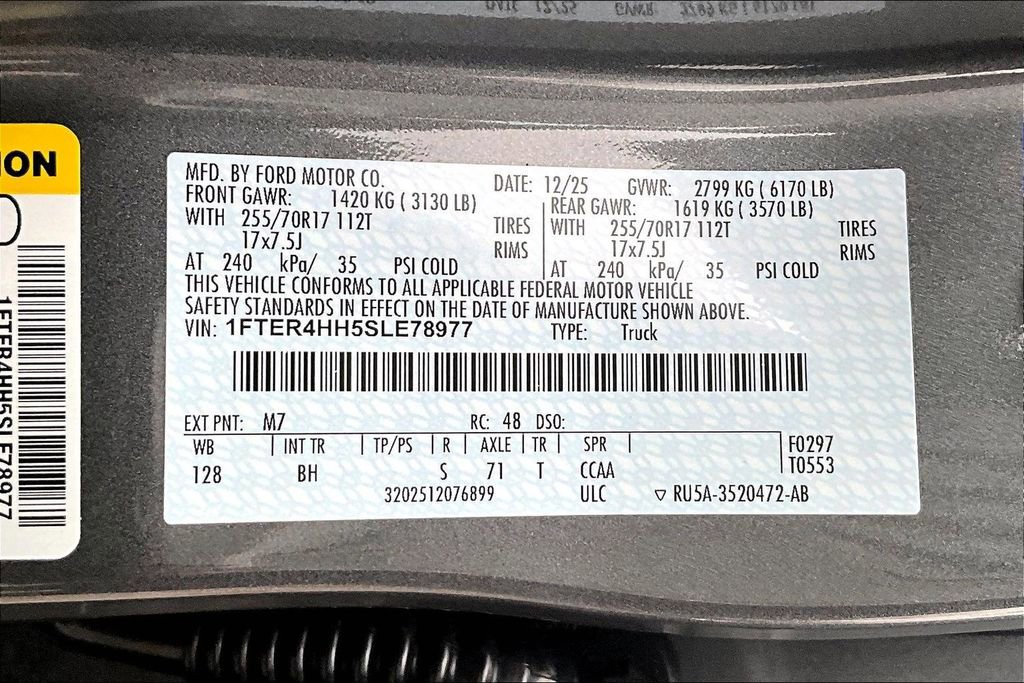 DATE 12/25 GVWR
ION
1FTER4HH5SLE78977
MFD. BY FORD MOTOR CO. DATE: 12/25 GVWR: 2799 KG ( 6170 LB)
FRONT GAWR: 1420 KG ( 3130 LB) REAR GAWR: 1619 KG ( 3570 LB)
WITH 255/70R17 112T TIRES WITH 255/70R17 112T TIRES
17x7.5J RIMS 17x7.5J RIMS
AT 240 kPa/ 35 PSI COLD AT 240 kPa/ 35 PSI COLD
THIS VEHICLE CONFORMS TO ALL APPLICABLE FEDERAL MOTOR VEHICLE
SAFETY STANDARDS IN EFFECT ON THE DATE OF MANUFACTURE SHOWN ABOVE.
VIN: 1FTER4HH5SLE78977 TYPE: Truck
EXT PNT: M7 RC: 48 DSO:
WB INT TR TP/PS R AXLE TR SPR F0297
128 BH S 71 T CCAA T0553
3202512076899 ULC ▽ RU5A-3520472-AB